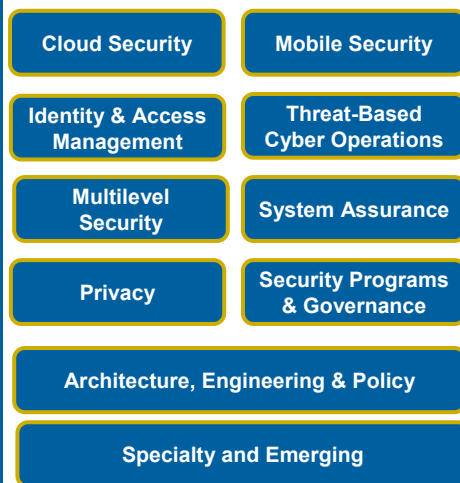 Cloud Security
Mobile Security
Identity & Access
Management
Threat-Based
Cyber Operations
Multilevel
Security
System Assurance
Privacy
Security Programs
& Governance
Architecture, Engineering & Policy
Specialty and Emerging